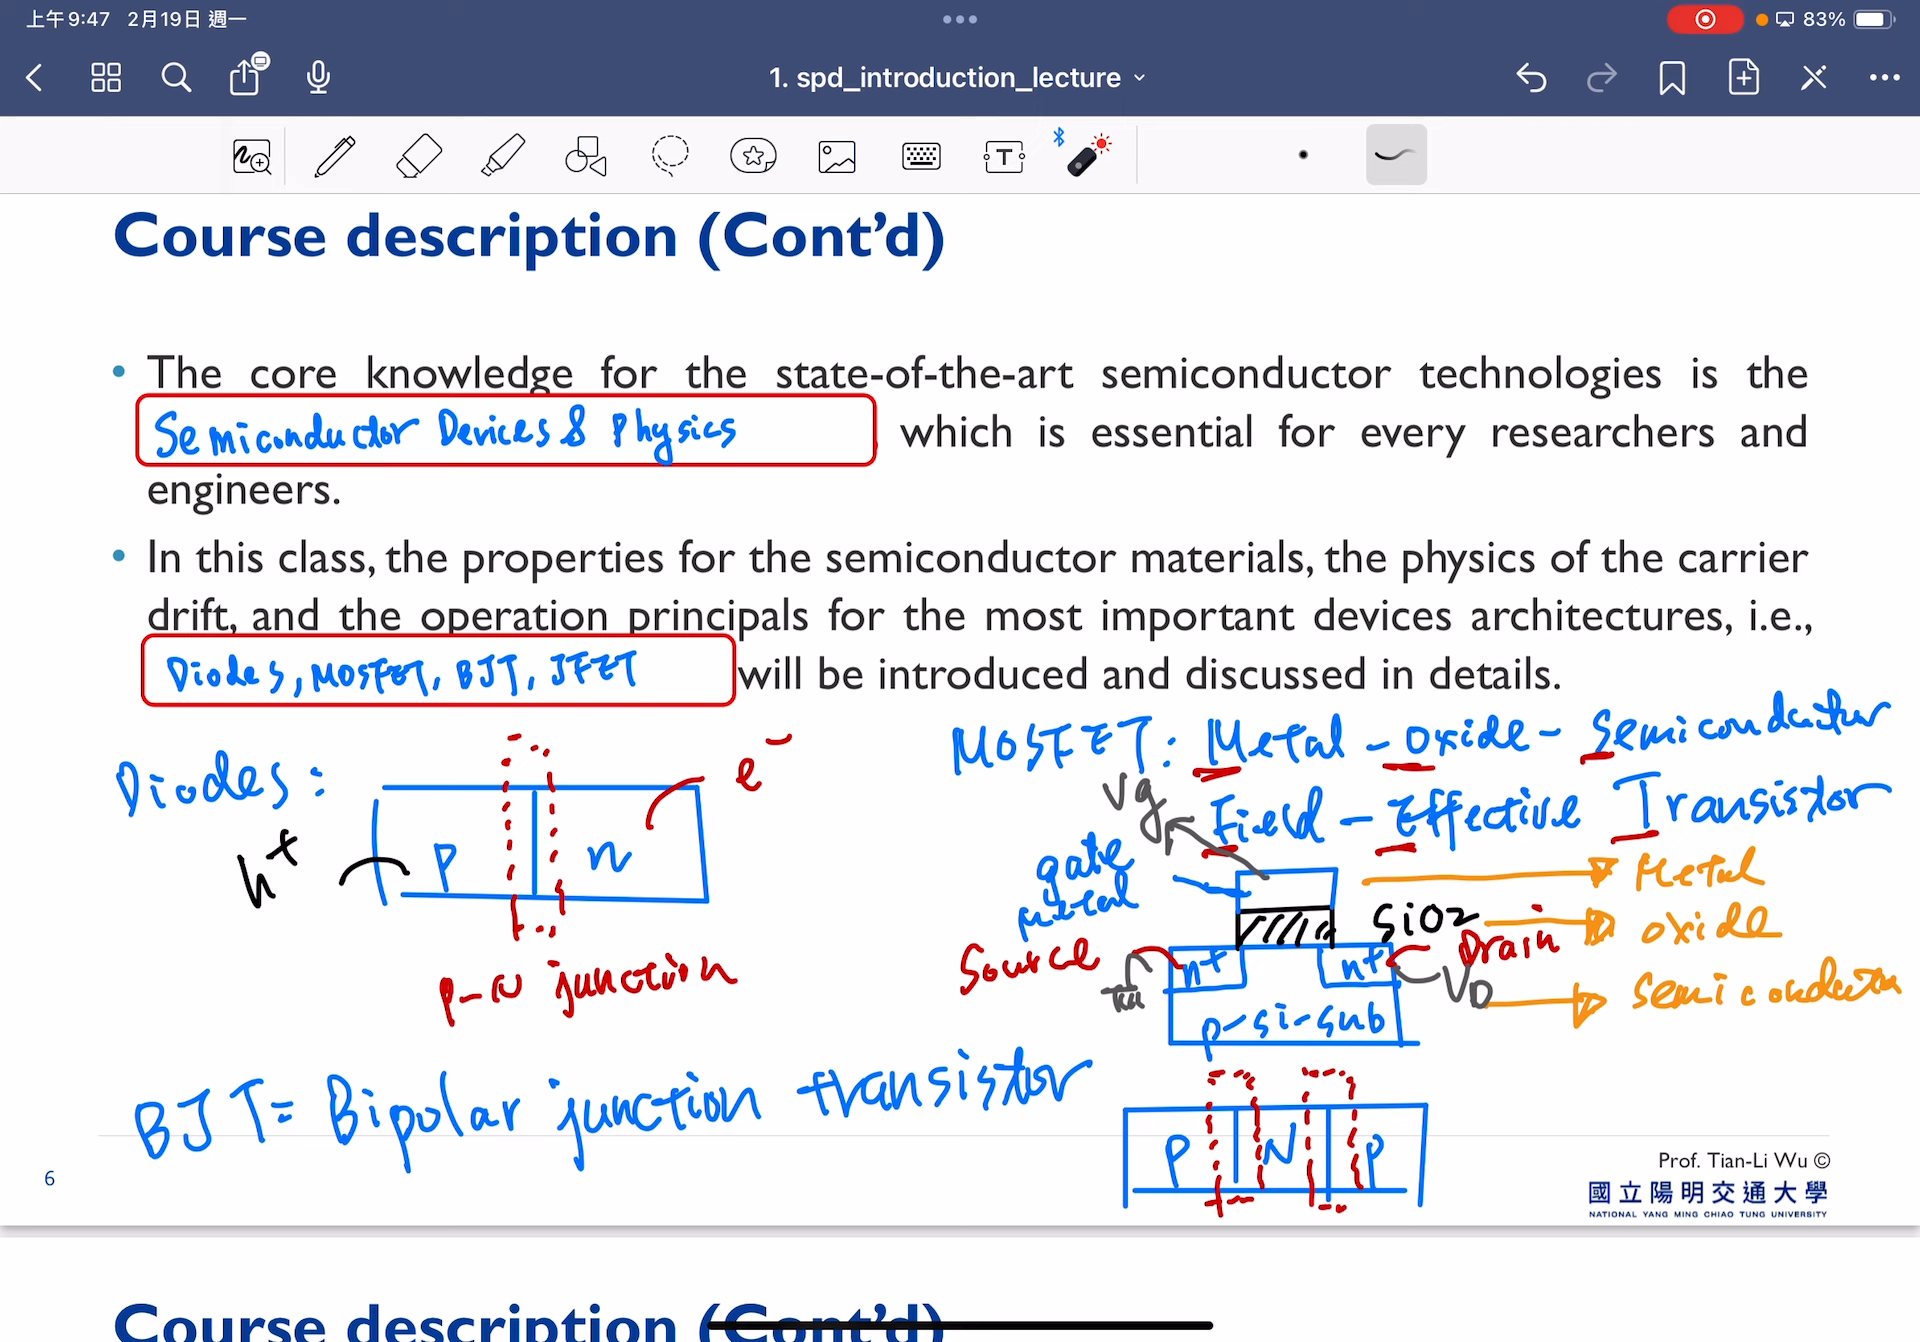 上午9:47 2月19日 週一
83%
1. spd_introduction_lecture
T
Course description (Cont'd)
• The core knowledge for the state-of-the-art semiconductor technologies is the
Semiconductor Devices & Physics which is essential for every researchers and
engineers.
• In this class, the properties for the semiconductor materials, the physics of the carrier
drift, and the operation principals for the most important devices architectures, i.e.,
Diodes, MOSFET, BJT, JFET will be introduced and discussed in details.
MOSFET: Metal-Oxide-Semiconductor
Field-Effective Transistor
Diodes:
e⁻
h⁺
p n
p-N junction
Vg
gate
metal
Metal
SiO2
oxide
Source
Drain
n+ n+
VD
semiconductor
p-si-sub
BJT= Bipolar junction transistor
P N P
6
Prof. Tian-Li Wu ©
國立陽明交通大學
NATIONAL YANG MING CHIAO TUNG UNIVERSITY
Course description (Cont'd)